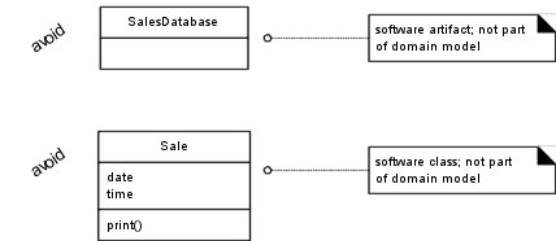 avoid
SalesDatabase
software artifact; not part
of domain model
avoid
Sale
date
time
print()
software class; not part
of domain model